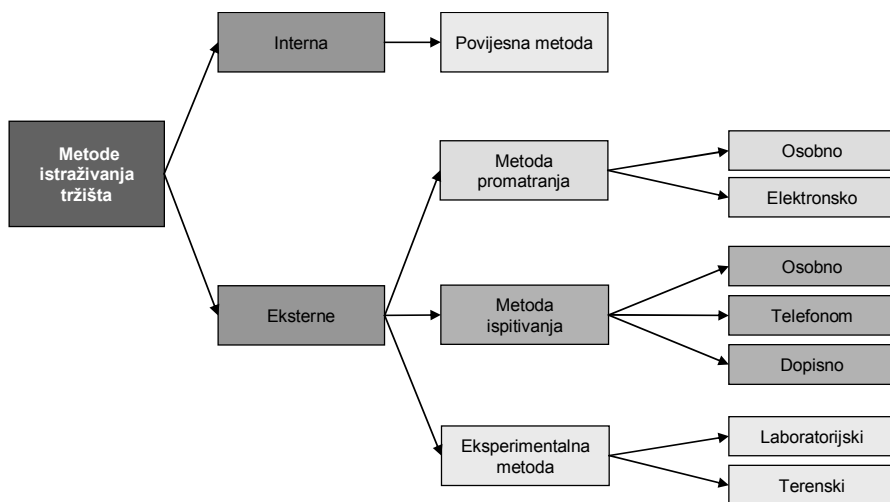 Interna
Povijesna metoda
Metode
istraživanja
tržišta
Metoda
promatranja
Osobno
Elektronsko
Eksterne
Metoda
ispitivanja
Osobno
Telefonom
Dopisno
Eksperimentalna
metoda
Laboratorijski
Terenski